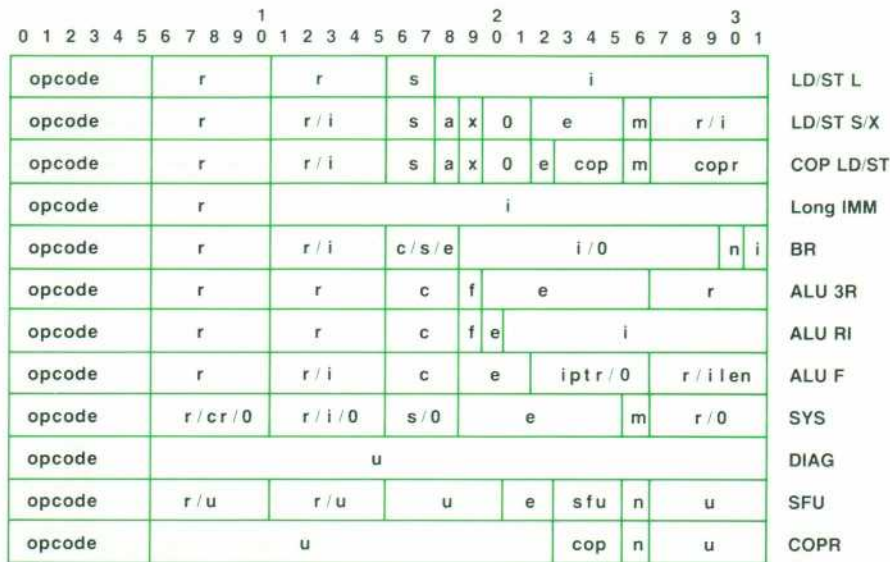 1 2 3
0 1 2 3 4 5 6 7 8 9 0 1 2 3 4 5 6 7 8 9 0 1 2 3 4 5 6 7 8 9 0 1
opcode r r s i LD/ST L
opcode r r/i s a x 0 e m r/i LD/ST S/X
opcode r r/i s a x 0 e cop m copr COP LD/ST
opcode r i Long IMM
opcode r r/i c/s/e i/0 n i BR
opcode r r c f e r ALU 3R
opcode r r c f e i ALU RI
opcode r r/i c e iptr/0 r/ilen ALU F
opcode r/cr/0 r/i/0 s/0 e m r/0 SYS
opcode u DIAG
opcode r/u r/u u e sfu n u SFU
opcode u cop n u COPR